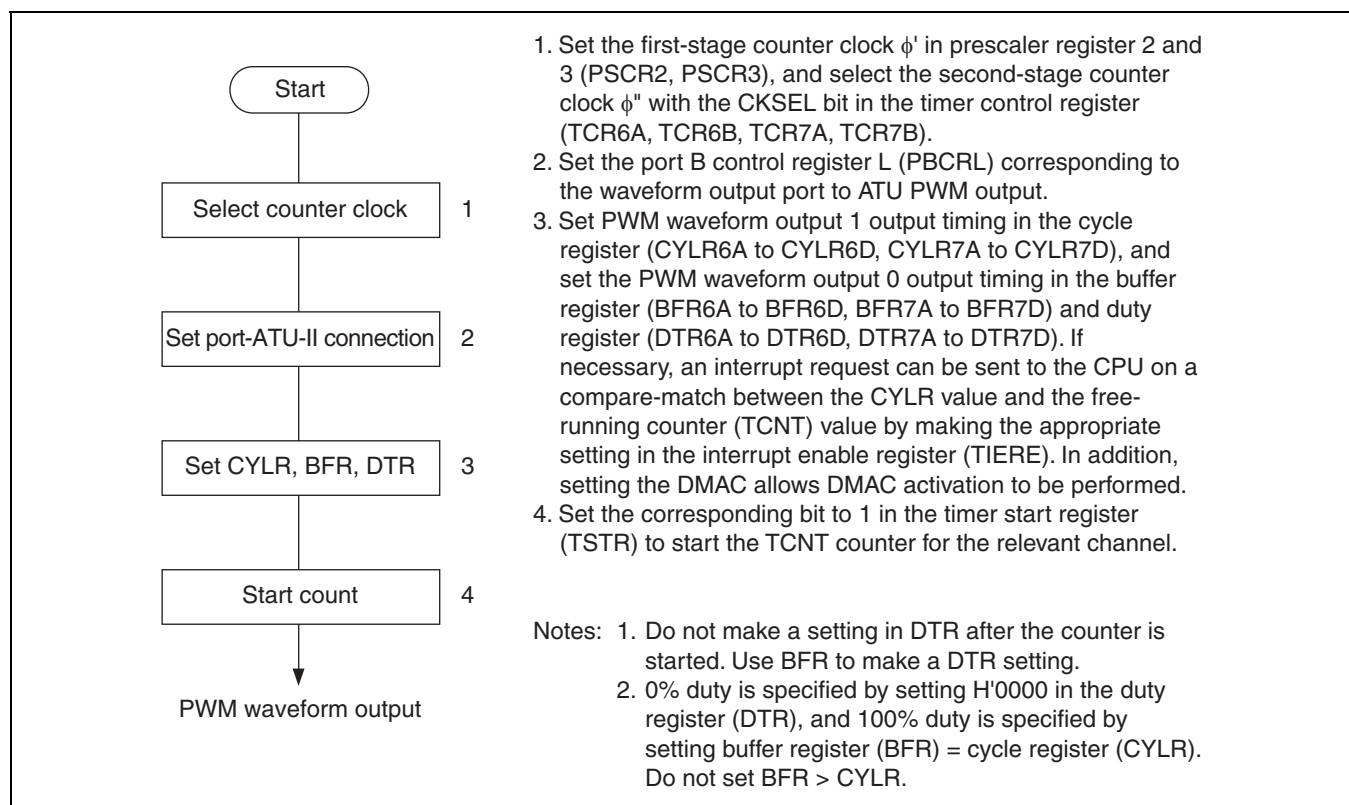 Start
Select counter clock 1
Set port-ATU-II connection 2
Set CYLR, BFR, DTR 3
Start count 4
PWM waveform output
1. Set the first-stage counter clock ϕ' in prescaler register 2 and
3 (PSCR2, PSCR3), and select the second-stage counter
clock ϕ" with the CKSEL bit in the timer control register
(TCR6A, TCR6B, TCR7A, TCR7B).
2. Set the port B control register L (PBCRL) corresponding to
the waveform output port to ATU PWM output.
3. Set PWM waveform output 1 output timing in the cycle
register (CYLR6A to CYLR6D, CYLR7A to CYLR7D), and
set the PWM waveform output 0 output timing in the buffer
register (BFR6A to BFR6D, BFR7A to BFR7D) and duty
register (DTR6A to DTR6D, DTR7A to DTR7D). If
necessary, an interrupt request can be sent to the CPU on a
compare-match between the CYLR value and the free-
running counter (TCNT) value by making the appropriate
setting in the interrupt enable register (TIERE). In addition,
setting the DMAC allows DMAC activation to be performed.
4. Set the corresponding bit to 1 in the timer start register
(TSTR) to start the TCNT counter for the relevant channel.
Notes: 1. Do not make a setting in DTR after the counter is
started. Use BFR to make a DTR setting.
2. 0% duty is specified by setting H'0000 in the duty
register (DTR), and 100% duty is specified by
setting buffer register (BFR) = cycle register (CYLR).
Do not set BFR > CYLR.